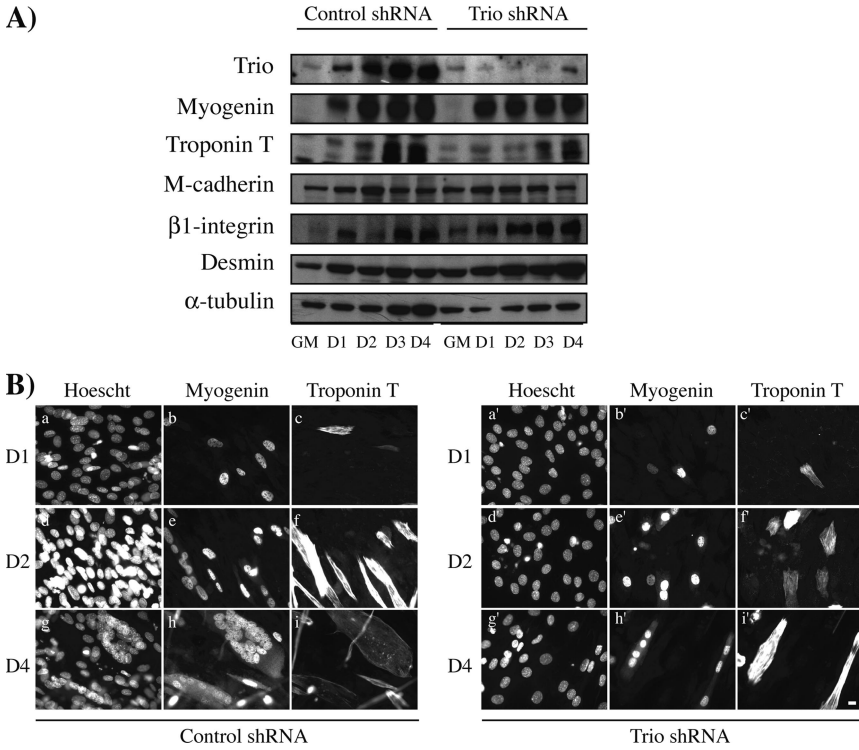 A)
Control shRNA Trio shRNA
Trio
Myogenin
Troponin T
M-cadherin
β1-integrin
Desmin
α-tubulin
GM D1 D2 D3 D4 GM D1 D2 D3 D4
B)
Hoescht Myogenin Troponin T Hoescht Myogenin Troponin T
a b c a' b' c'
D1 D1
d e f d e' f'
D2 D2
g h i g' h' i'
D4 D4
Control shRNA Trio shRNA